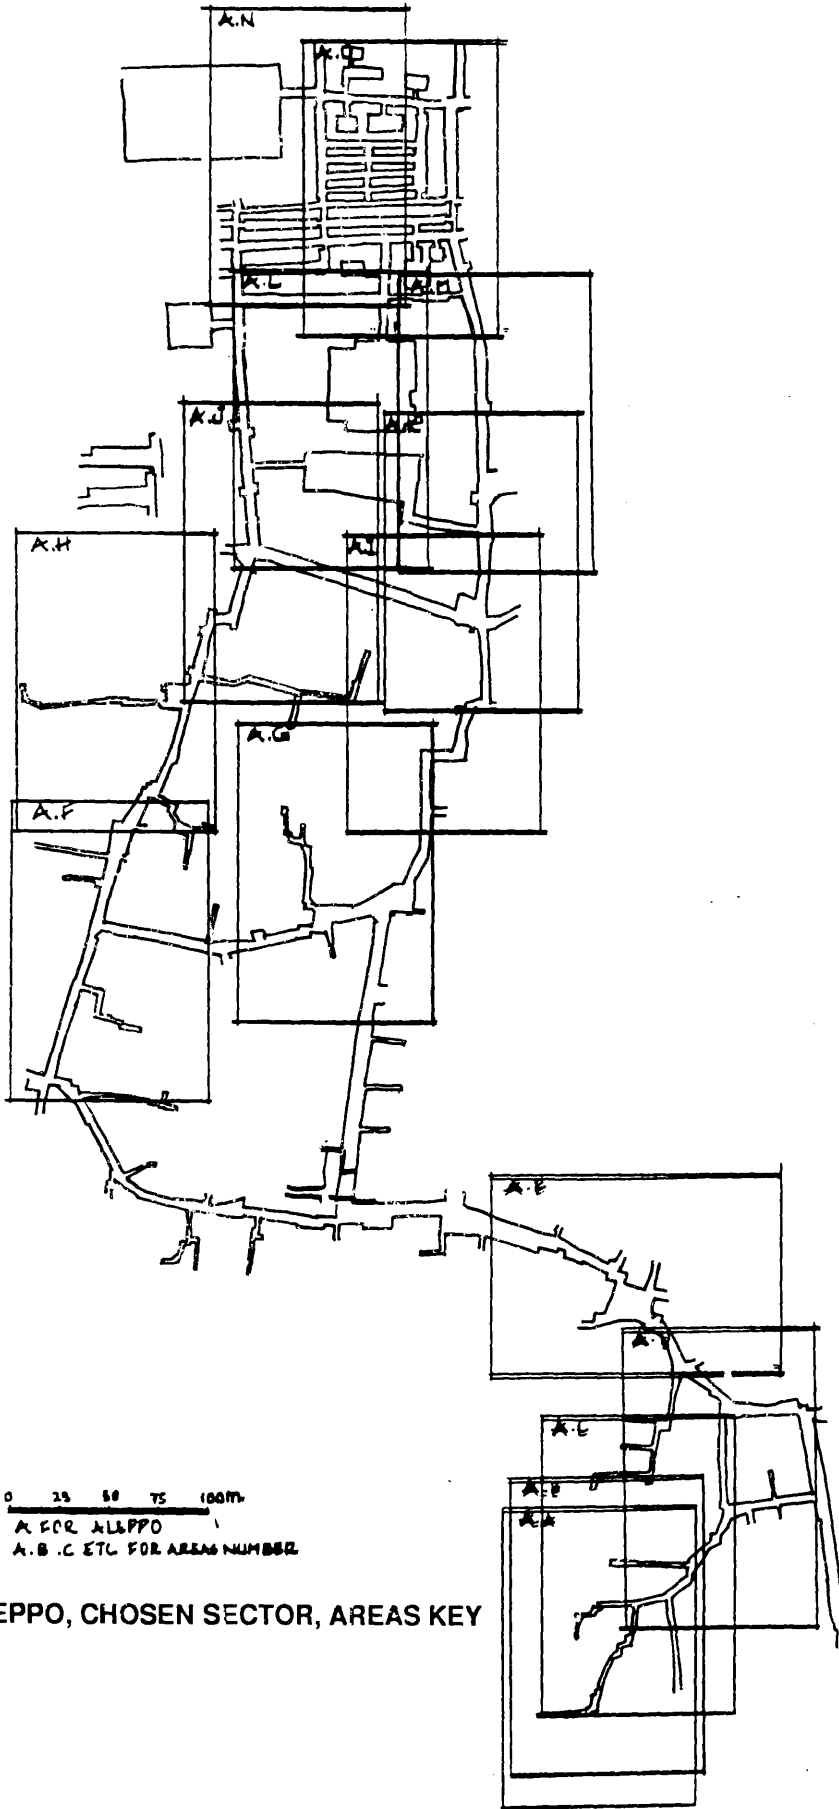 A.N
A.L
A.J
A.H
A.I
A.G
A.F
A.E
A.A
0 25 50 75 100m
A FOR ALEPPO
A.B.C ETC FOR AREAS NUMBER
EPPO, CHOSEN SECTOR, AREAS KEY